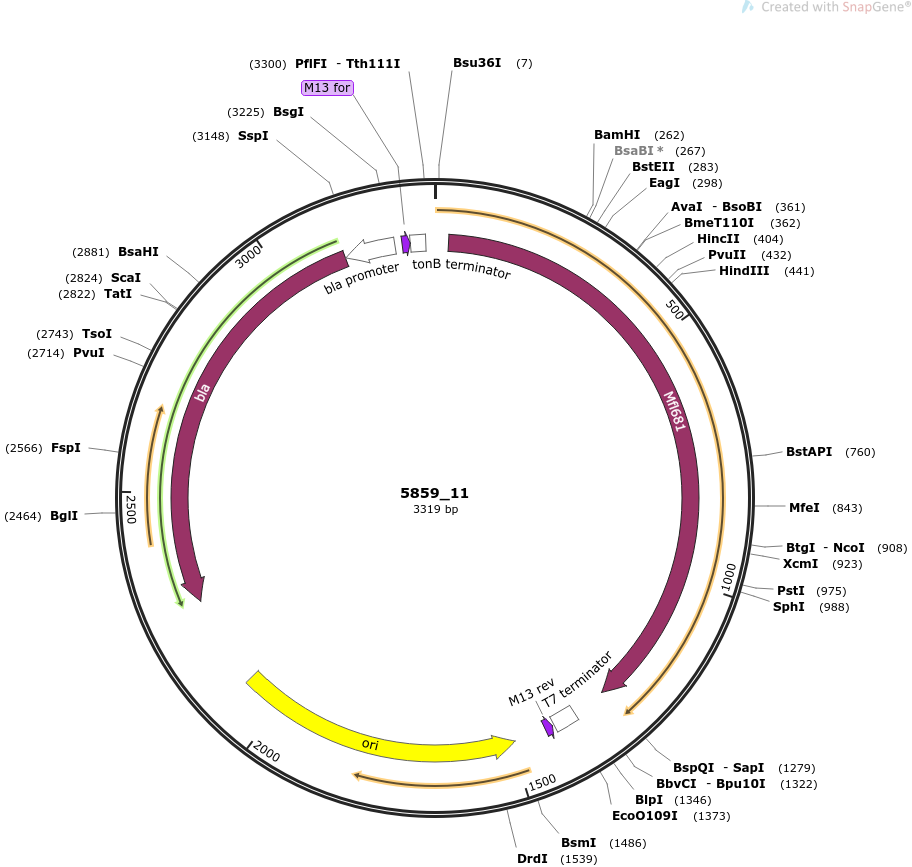 Created with SnapGene®
(3300) PflFI - Tth111I
Bsu36I (7)
M13 for
(3225) BsgI
(3148) SspI
BamHI (262)
BsaBI * (267)
BstEII (283)
EagI (298)
AvaI - BsoBI (361)
BmeT110I (362)
HincII (404)
PvuII (432)
HindIII (441)
(2881) BsaHI
(2824) ScaI
(2822) TatI
(2743) TsoI
(2714) PvuI
(2566) FspI
(2464) BglI
3000
bla promoter
tonB terminator
500
bla
Mfl681
BstAPI (760)
MfeI (843)
BtgI - NcoI (908)
XcmI (923)
PstI (975)
SphI (988)
2500
5859_11
3319 bp
1000
M13 rev
T7 terminator
ori
2000
1500
BspQI - SapI (1279)
BbvCI - Bpu10I (1322)
BlpI (1346)
EcoO109I (1373)
BsmI (1486)
DrdI (1539)